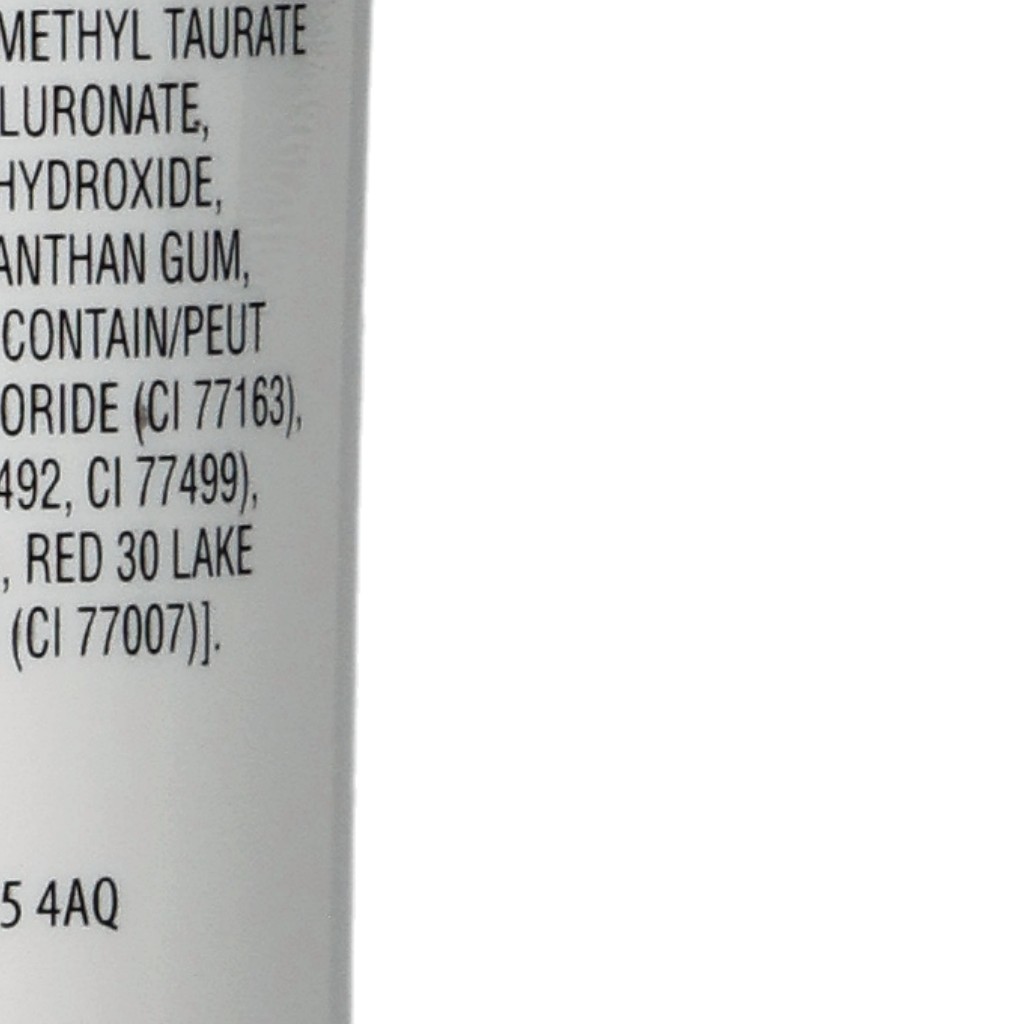 METHYL TAURATE
LURONATE,
HYDROXIDE,
ANTHAN GUM,
CONTAIN/PEUT
ORIDE (CI 77163),
492, CI 77499),
, RED 30 LAKE
(CI 77007)].
5 4AQ